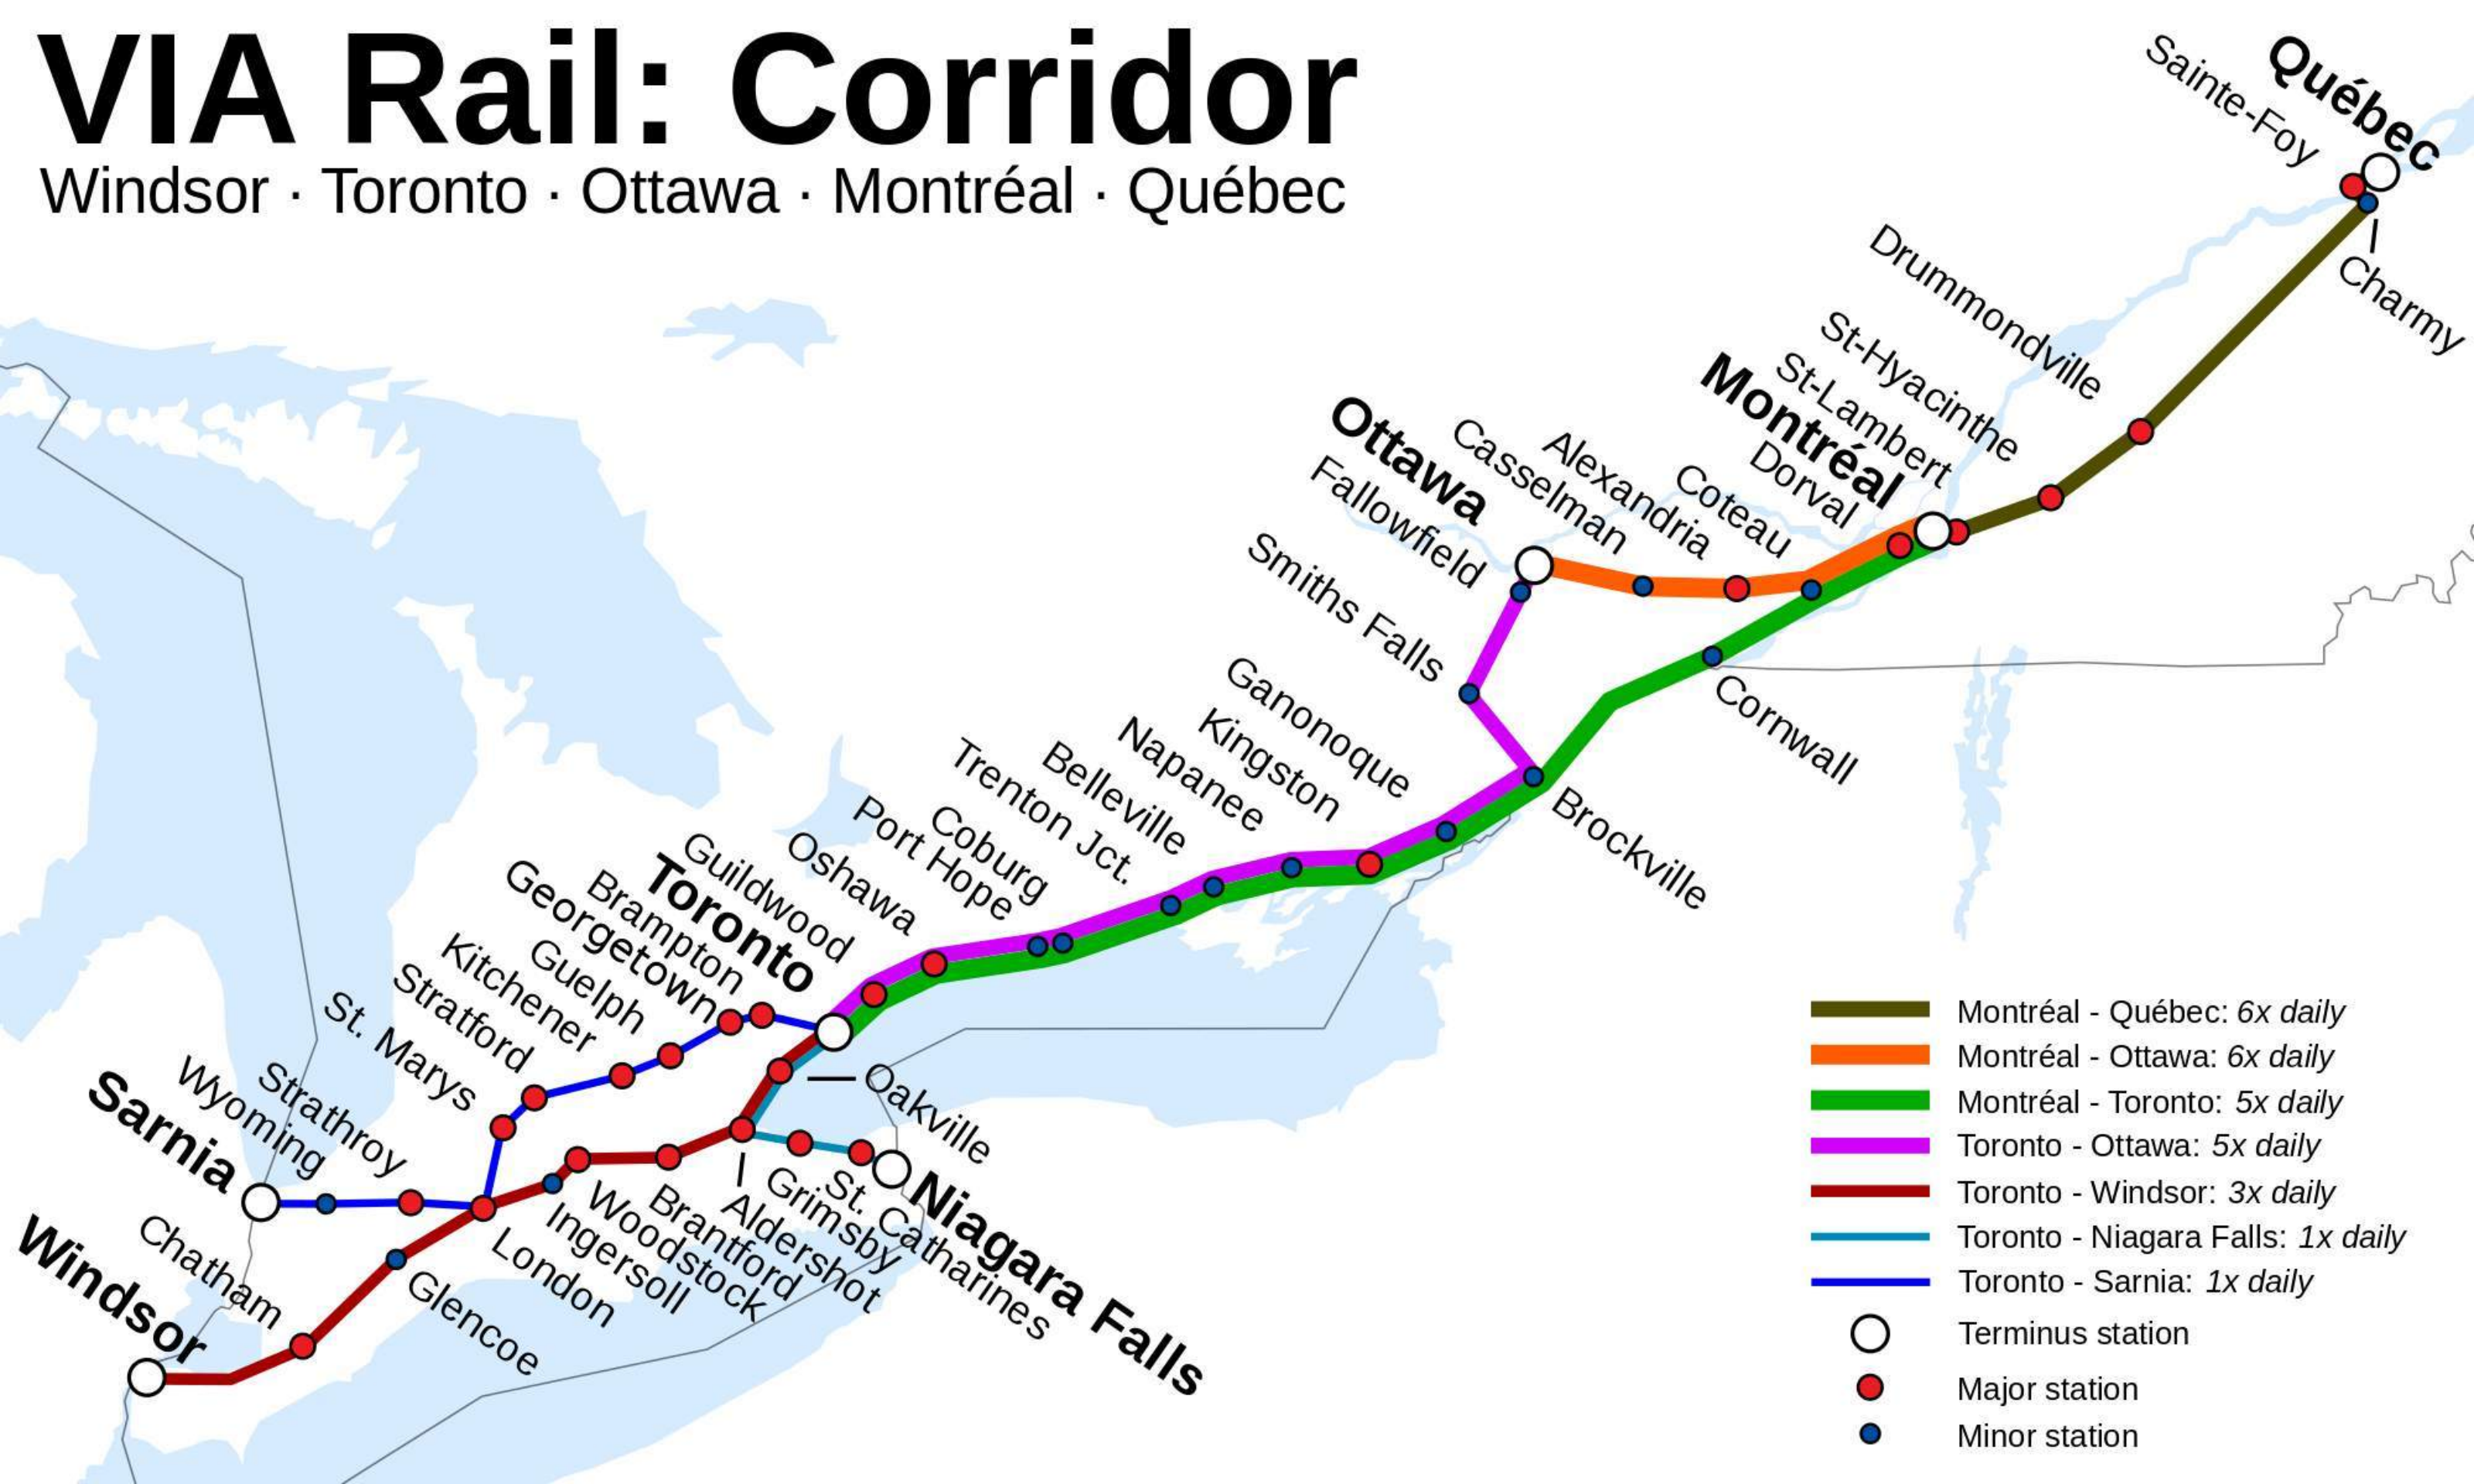 VIA Rail: Corridor
Windsor · Toronto · Ottawa · Montréal · Québec
Québec
Sainte-Foy
Charmy
Drummondville
St-Hyacinthe
St-Lambert
Montréal
Dorval
Coteau
Alexandria
Casselman
Ottawa
Fallowfield
Smiths Falls
Cornwall
Brockville
Ganonoque
Kingston
Napanee
Belleville
Trenton Jct.
Coburg
Port Hope
Oshawa
Guildwood
Toronto
Brampton
Georgetown
Guelph
Kitchener
Stratford
St. Marys
Strathroy
Wyoming
Sarnia
Oakville
Aldershot
Grimsby
St. Catharines
Niagara Falls
Brantford
Woodstock
Ingersoll
London
Glencoe
Chatham
Windsor
Montréal - Québec: 6x daily
Montréal - Ottawa: 6x daily
Montréal - Toronto: 5x daily
Toronto - Ottawa: 5x daily
Toronto - Windsor: 3x daily
Toronto - Niagara Falls: 1x daily
Toronto - Sarnia: 1x daily
Terminus station
Major station
Minor station